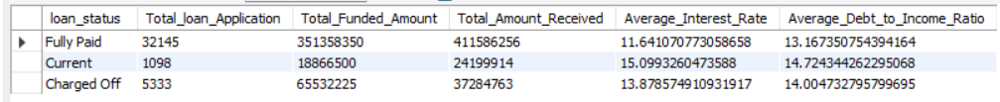 loan_status Total_loan_Application Total_Funded_Amount Total_Amount_Received Average_Interest_Rate Average_Debt_to_Income_Ratio
Fully Paid 32145 351358350 411586256 11.641070773058658 13.167350754394164
Current 1098 18866500 24199914 15.0993260473588 14.724344262295068
Charged Off 5333 65532225 37284763 13.878574910931917 14.004732795799695